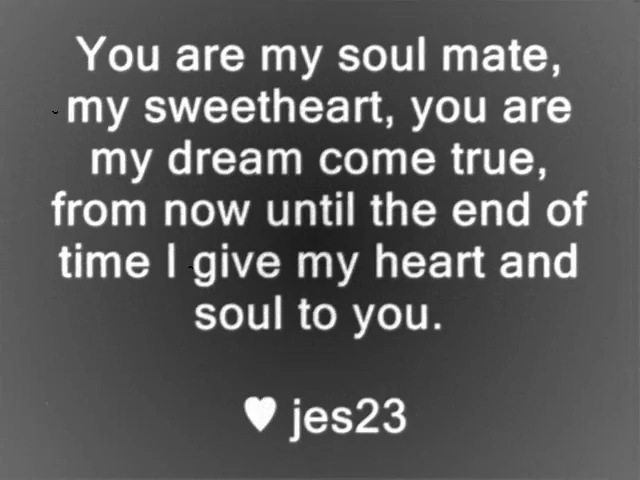 You are my soul mate,
my sweetheart, you are
my dream come true,
from now until the end of
time I give my heart and
soul to you.
♥ jes23